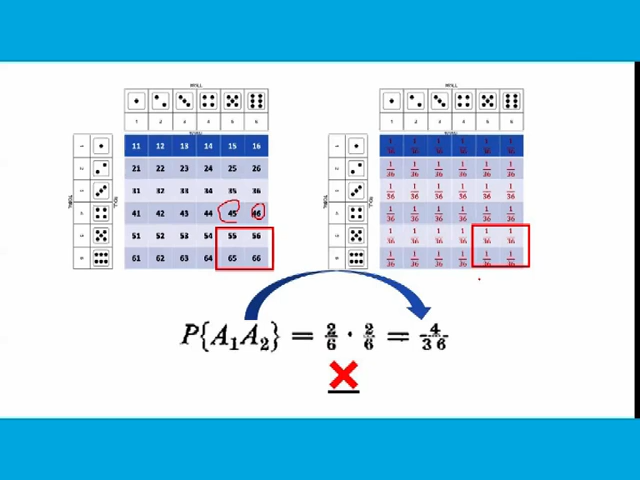 ROLL ROLL
1 2 3 4 5 6 1 2 3 4 5 6
11 12 13 14 15 16 1/36 1/36 1/36 1/36 1/36 1/36
21 22 23 24 25 26 1/36 1/36 1/36 1/36 1/36 1/36
31 32 33 34 35 36 1/36 1/36 1/36 1/36 1/36 1/36
41 42 43 44 45 46 1/36 1/36 1/36 1/36 1/36 1/36
51 52 53 54 55 56 1/36 1/36 1/36 1/36 1/36 1/36
61 62 63 64 65 66 1/36 1/36 1/36 1/36 1/36 1/36
P{A₁A₂} = 2/6 · 2/6 = 4/36